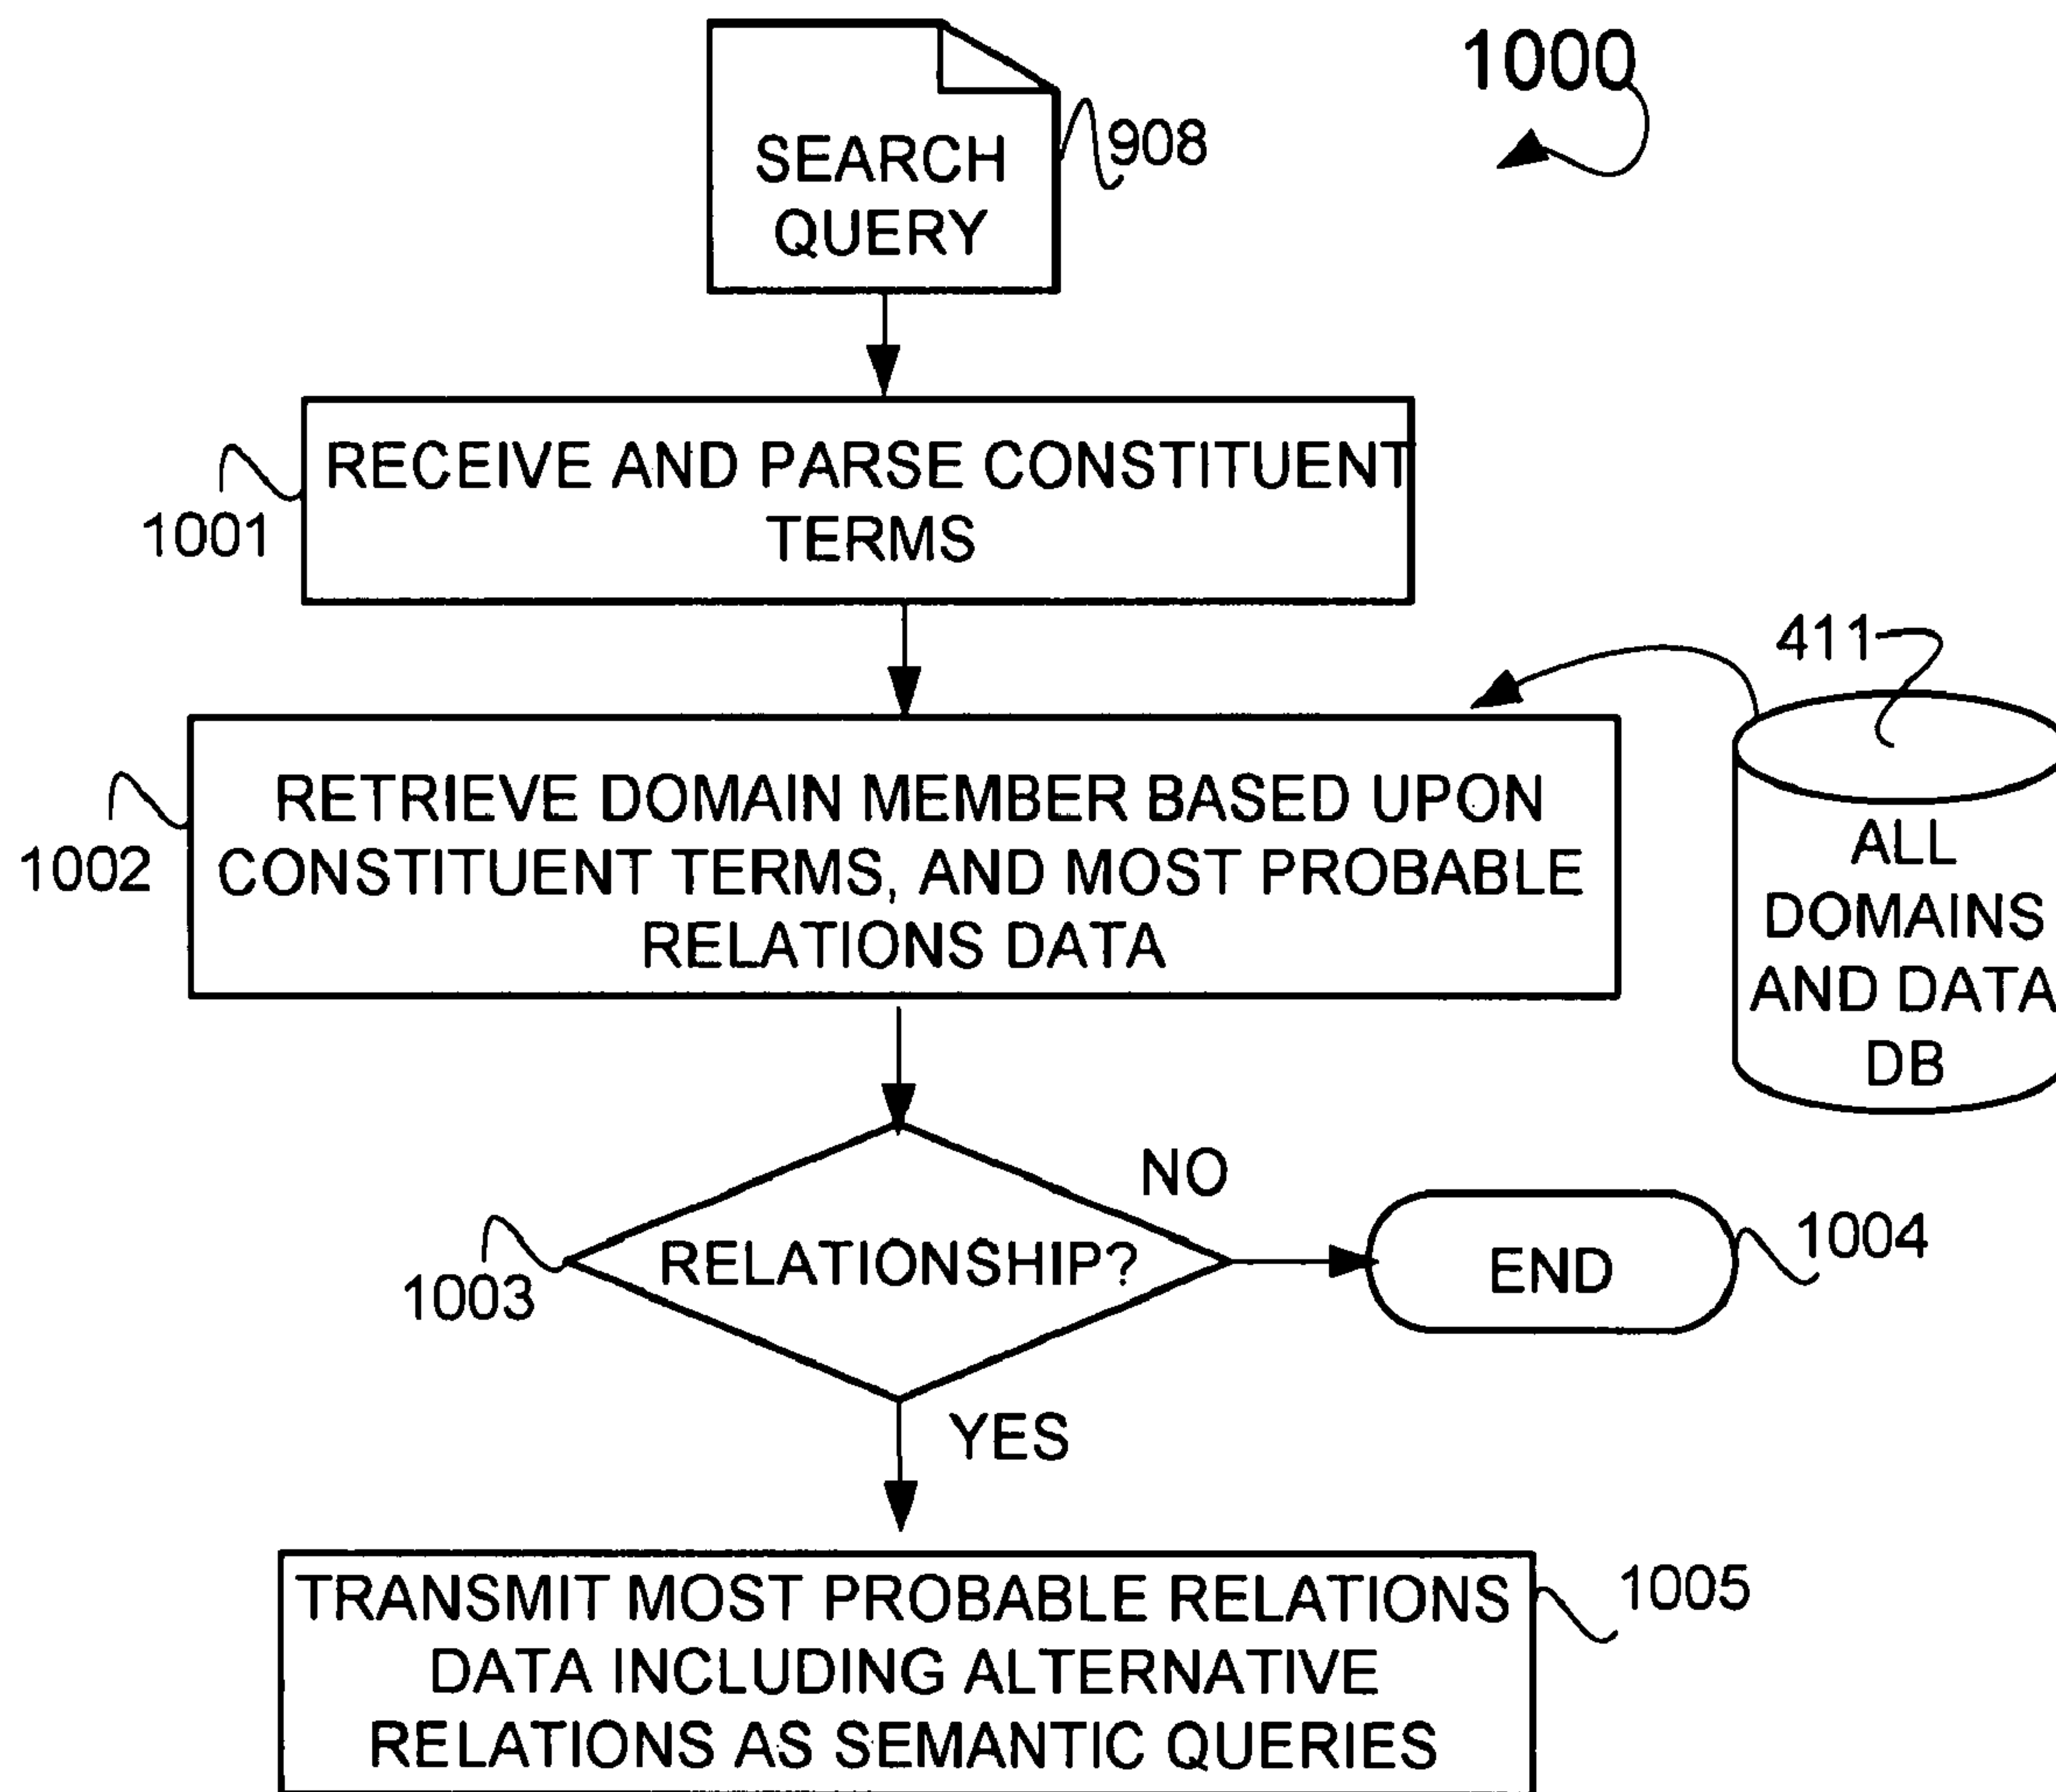 1000
SEARCH
QUERY
908
RECEIVE AND PARSE CONSTITUENT
TERMS
1001
411
RETRIEVE DOMAIN MEMBER BASED UPON
CONSTITUENT TERMS, AND MOST PROBABLE
RELATIONS DATA
1002
ALL
DOMAINS
AND DATA
DB
NO
RELATIONSHIP?
1003
END
1004
YES
TRANSMIT MOST PROBABLE RELATIONS
DATA INCLUDING ALTERNATIVE
RELATIONS AS SEMANTIC QUERIES
1005